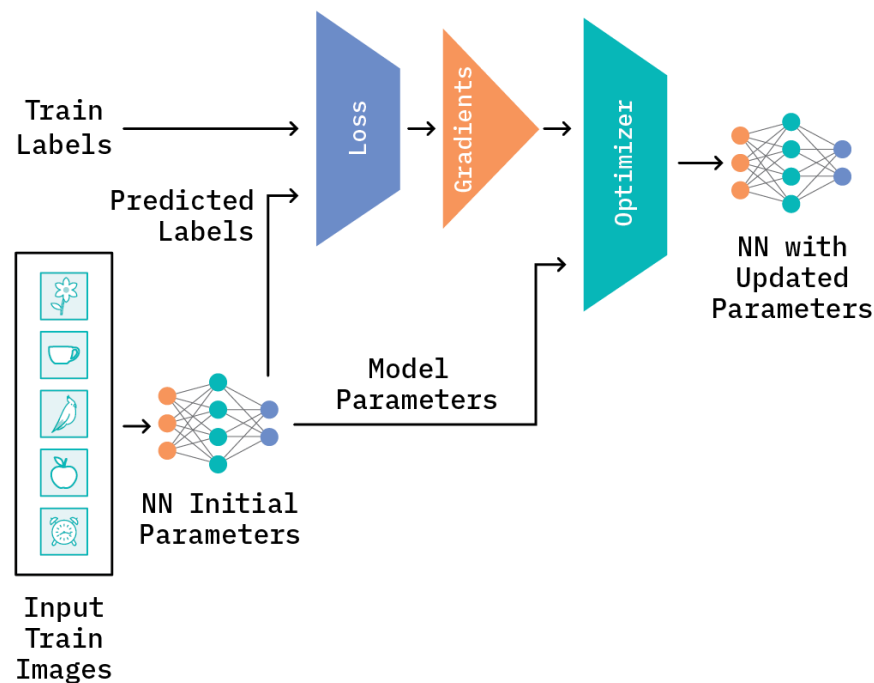 Train
Labels
Loss
Gradients
Optimizer
Predicted
Labels
NN with
Updated
Parameters
Model
Parameters
NN Initial
Parameters
Input
Train
Images